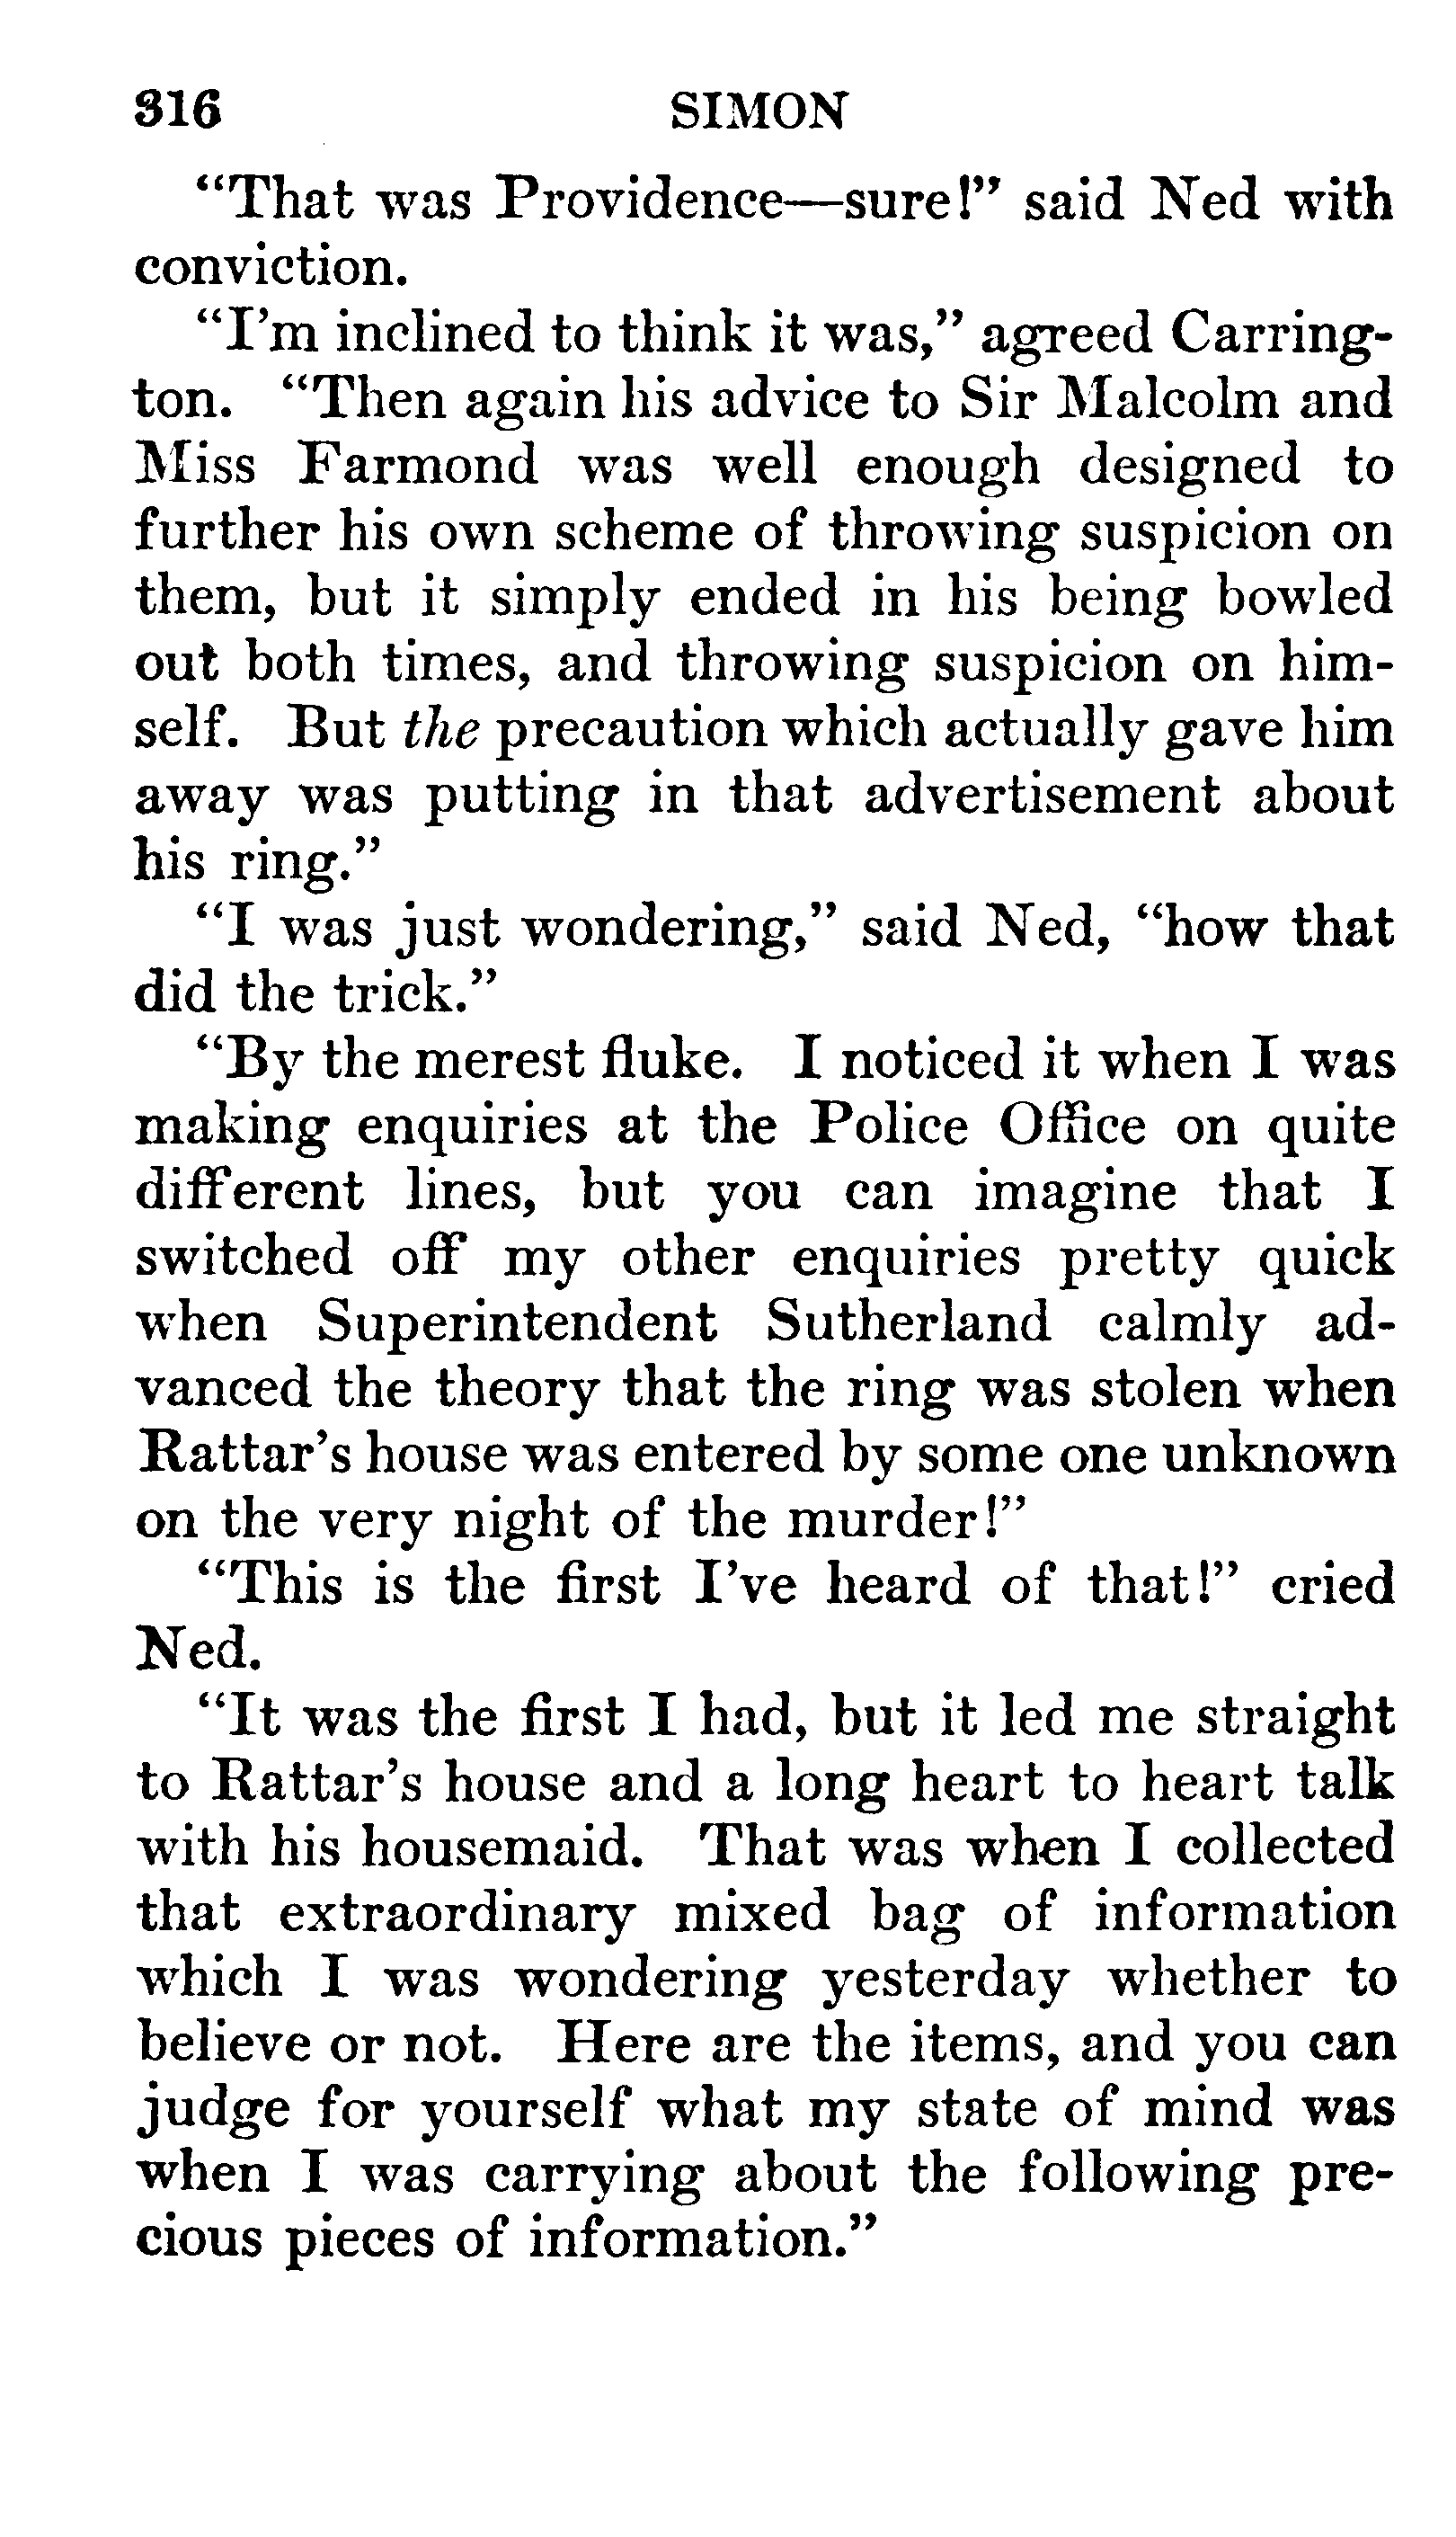 316 SIMON
“That was Providence—sure!” said Ned with
conviction.
“I’m inclined to think it was,” agreed Carring-
ton. “Then again his advice to Sir Malcolm and
Miss Farmond was well enough designed to
further his own scheme of throwing suspicion on
them, but it simply ended in his being bowled
out both times, and throwing suspicion on him-
self. But the precaution which actually gave him
away was putting in that advertisement about
his ring.”
“I was just wondering,” said Ned, “how that
did the trick.”
“By the merest fluke. I noticed it when I was
making enquiries at the Police Office on quite
different lines, but you can imagine that I
switched off my other enquiries pretty quick
when Superintendent Sutherland calmly ad-
vanced the theory that the ring was stolen when
Rattar’s house was entered by some one unknown
on the very night of the murder!”
“This is the first I’ve heard of that!” cried
Ned.
“It was the first I had, but it led me straight
to Rattar’s house and a long heart to heart talk
with his housemaid. That was when I collected
that extraordinary mixed bag of information
which I was wondering yesterday whether to
believe or not. Here are the items, and you can
judge for yourself what my state of mind was
when I was carrying about the following pre-
cious pieces of information.”